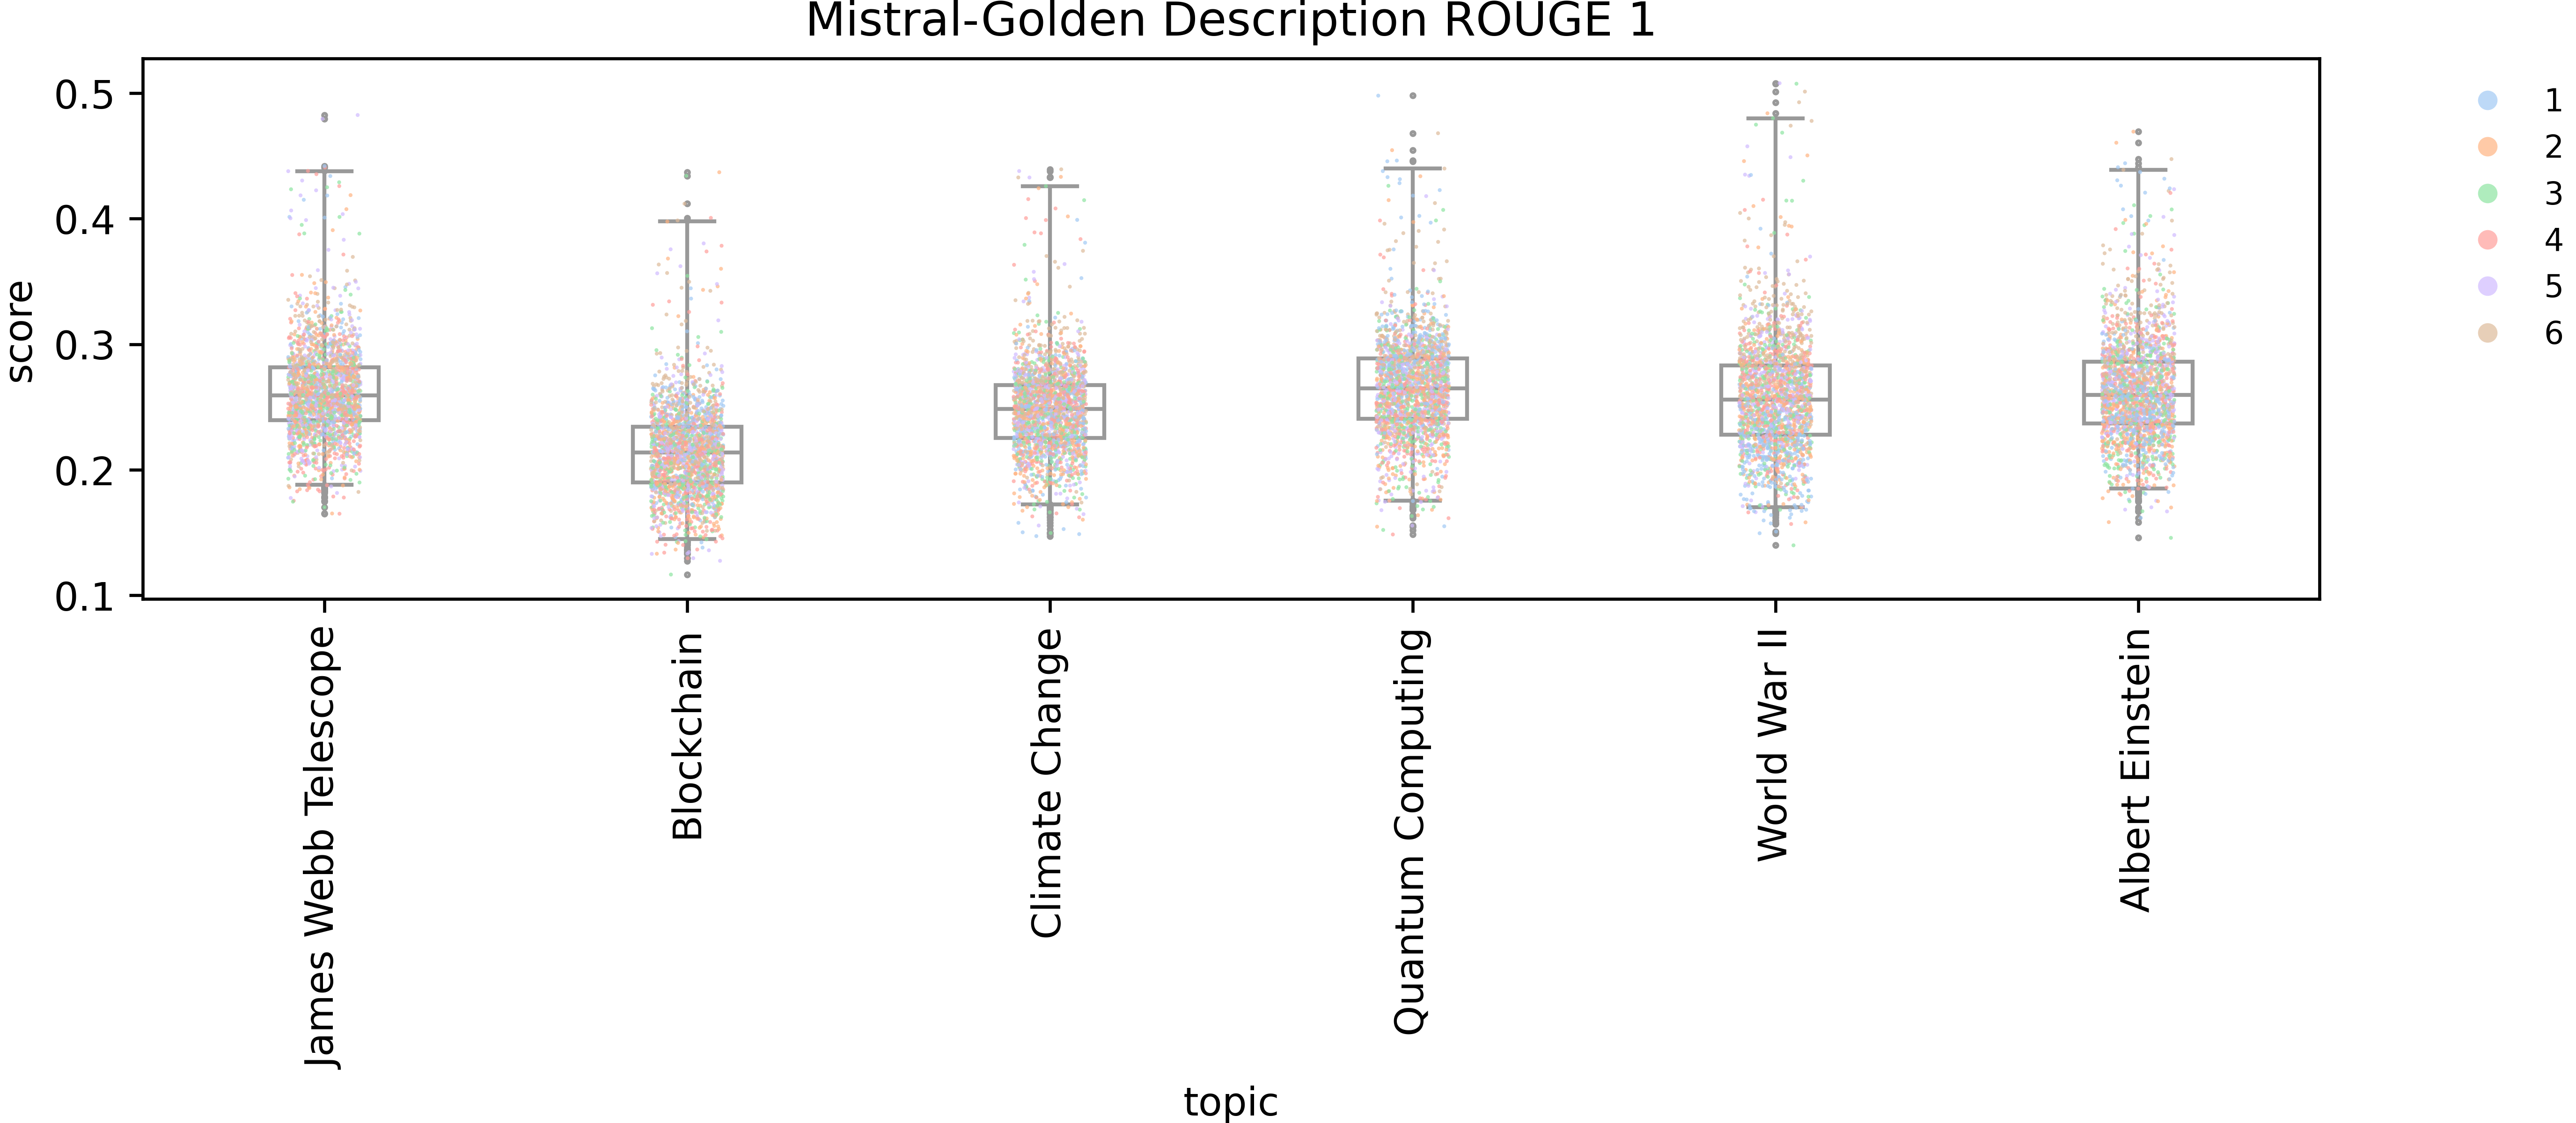 Mistral-Golden Description ROUGE 1
score
0.5
0.4
0.3
0.2
0.1
1
2
3
4
5
6
James Webb Telescope
Blockchain
Climate Change
Quantum Computing
World War II
Albert Einstein
topic